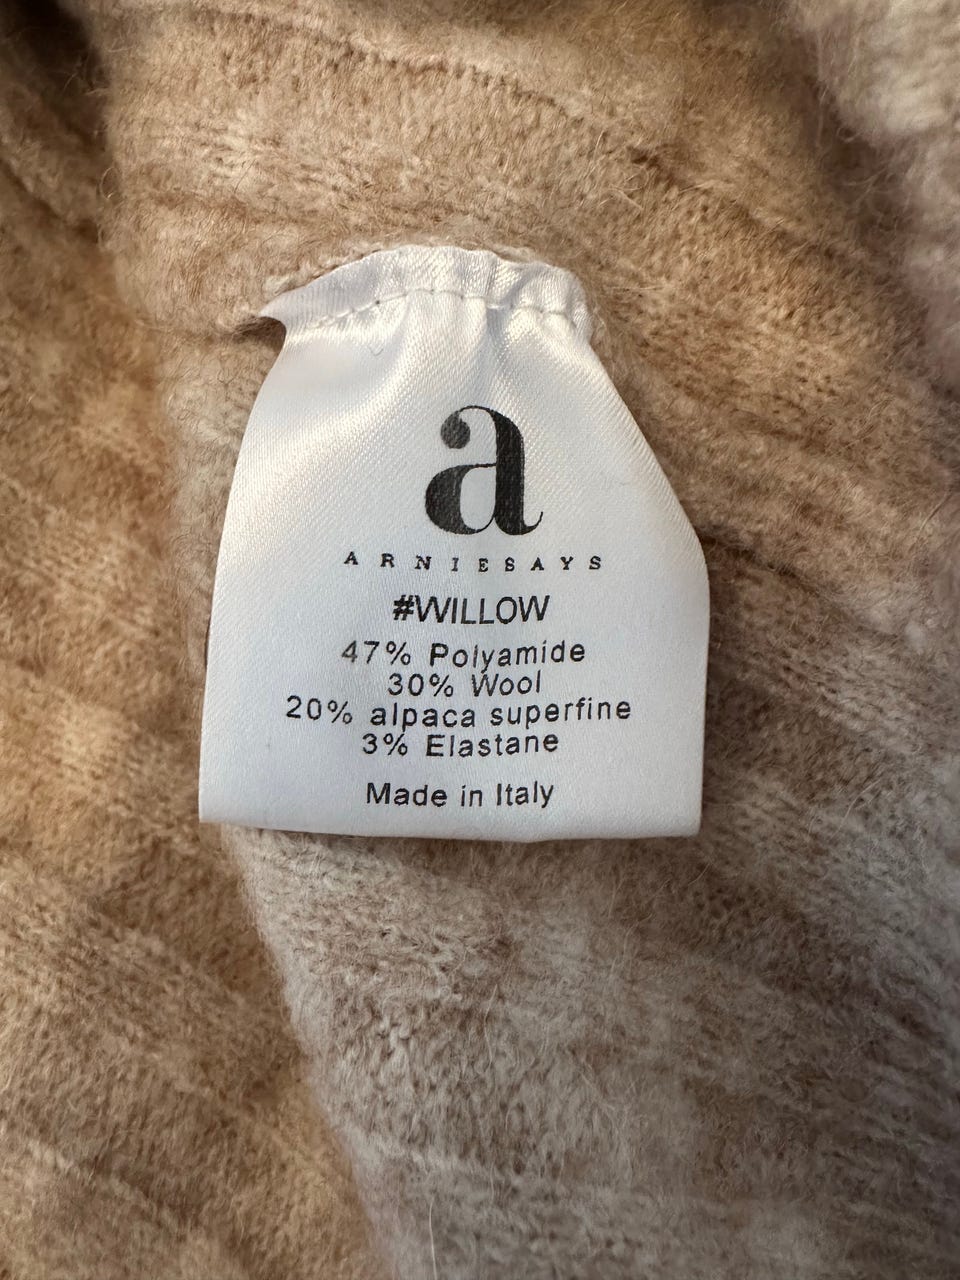 a
ARNIESAYS
#WILLOW
47% Polyamide
30% Wool
20% alpaca superfine
3% Elastane
Made in Italy